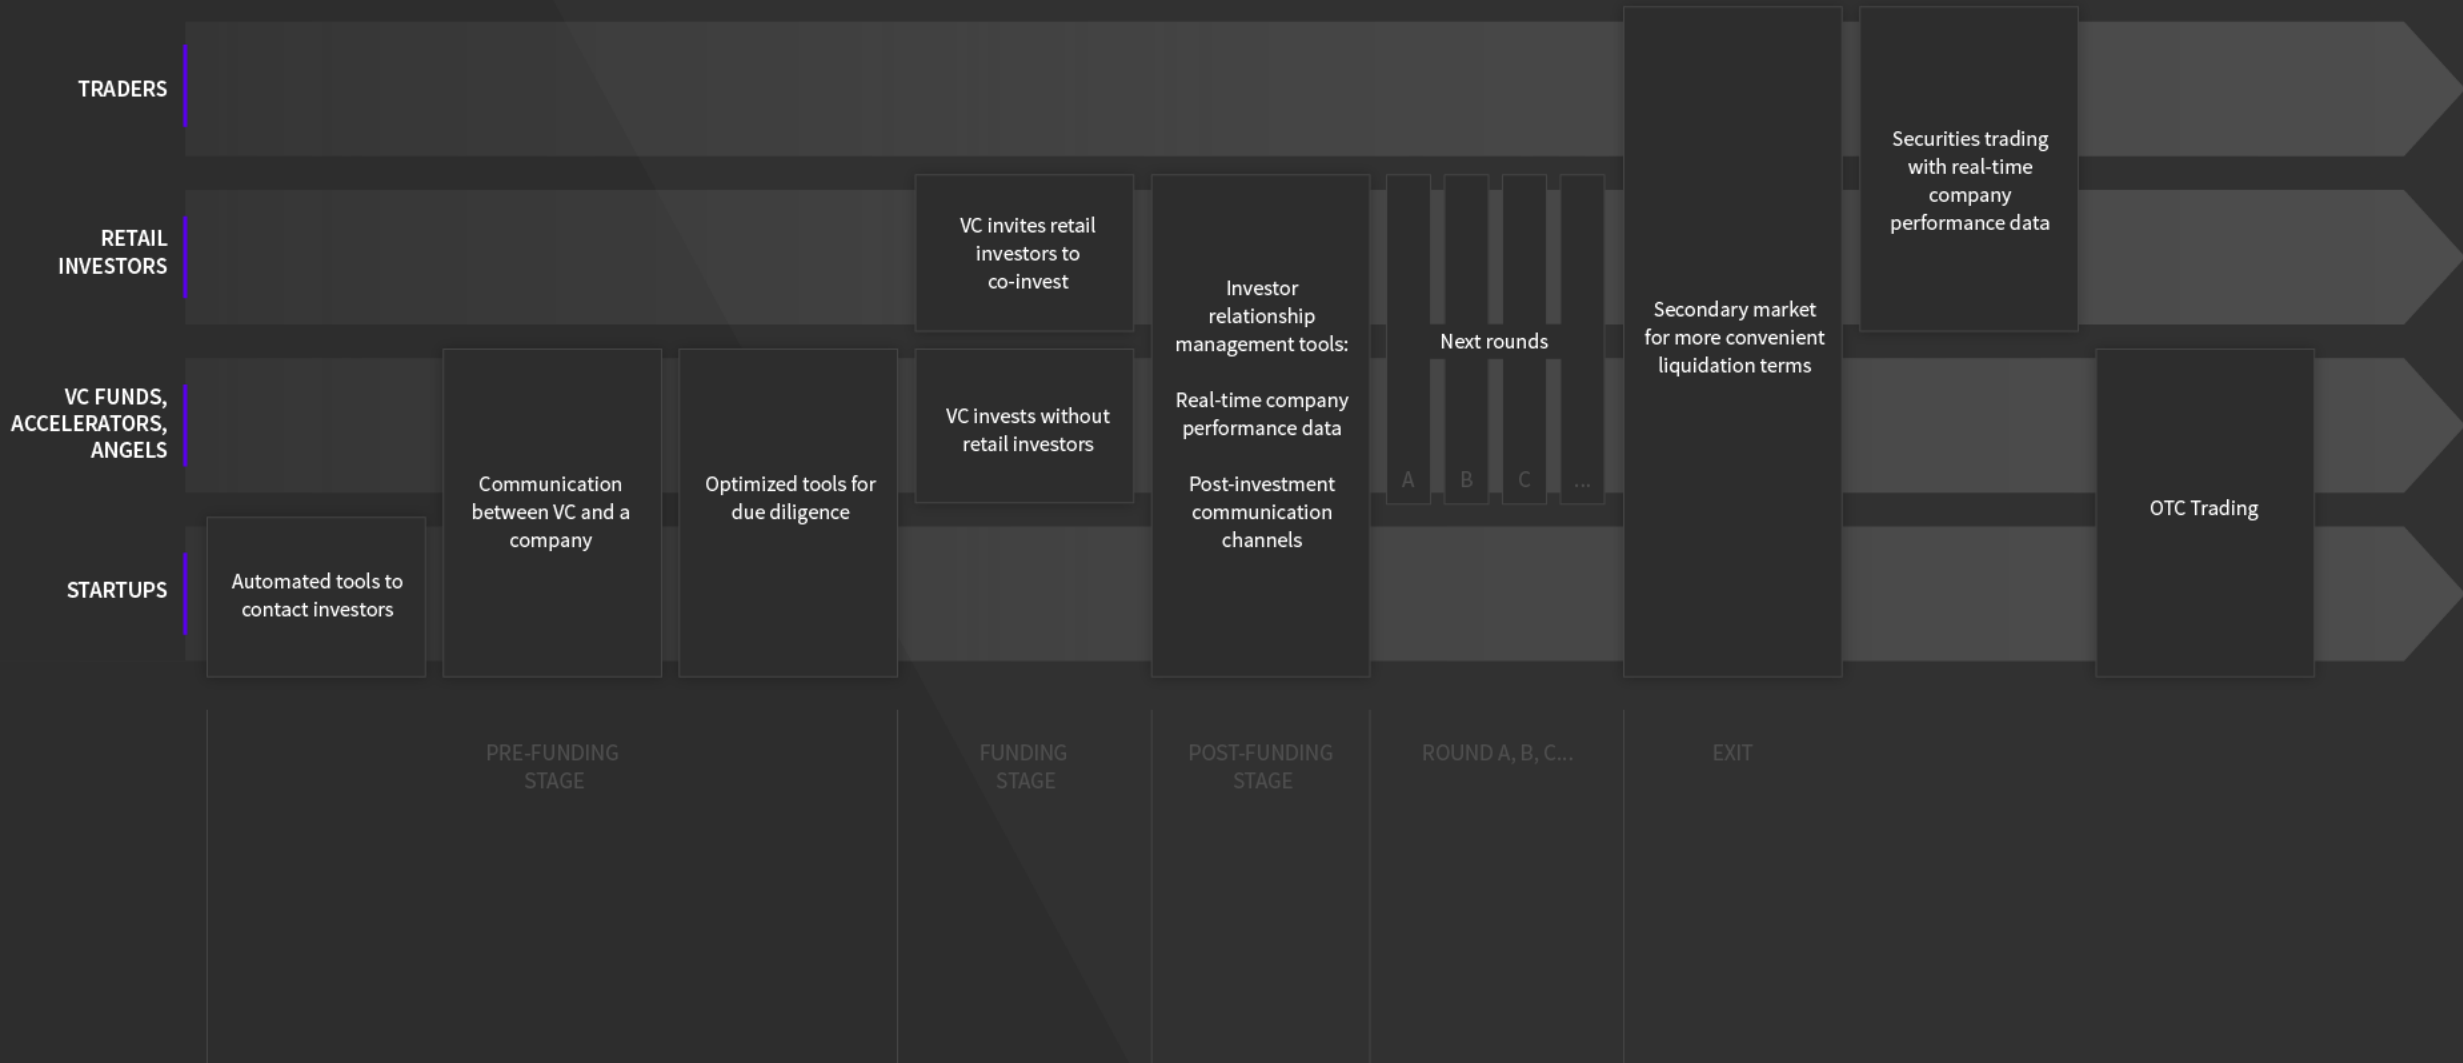 TRADERS
RETAIL
INVESTORS
VC FUNDS,
ACCELERATORS,
ANGELS
STARTUPS
Automated tools to
contact investors
Communication
between VC and a
company
Optimized tools for
due diligence
VC invites retail
investors to
co-invest
VC invests without
retail investors
Investor
relationship
management tools:
Real-time company
performance data
Post-investment
communication
channels
Next rounds
A
B
C
...
Secondary market
for more convenient
liquidation terms
Securities trading
with real-time
company
performance data
OTC Trading
PRE-FUNDING
STAGE
FUNDING
STAGE
POST-FUNDING
STAGE
ROUND A, B, C...
EXIT